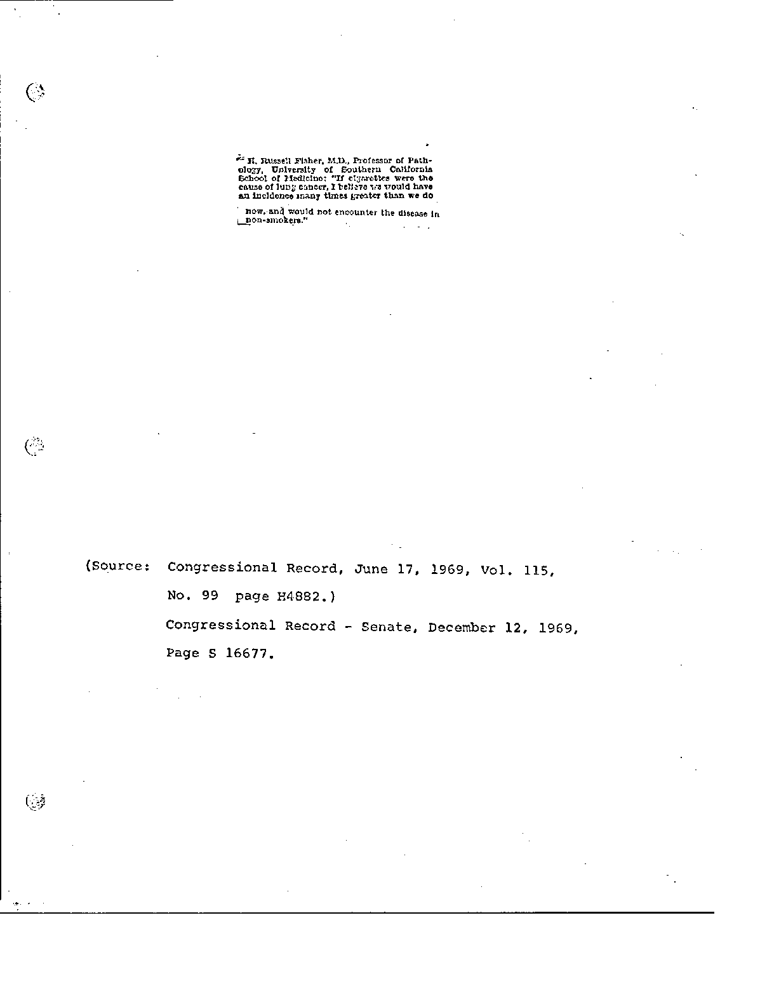 H. Russell Fisher, M.D., Professor of Path-
ology, University of Southern California
School of Medicine: "If cigarettes were the
cause of lung cancer, I believe we would have
an incidence many times greater than we do
now, and would not encounter the disease in
non-smokers."
(Source: Congressional Record, June 17, 1969, Vol. 115,
No. 99 page H4882.)
Congressional Record - Senate, December 12, 1969,
Page S 16677.